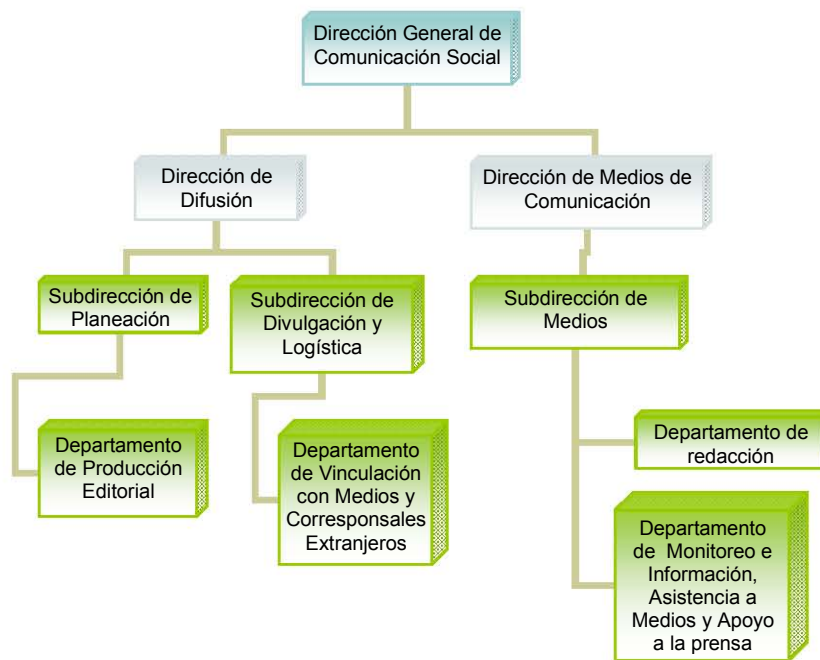 Dirección General de
Comunicación Social
Dirección de
Difusión
Dirección de Medios de
Comunicación
Subdirección de
Planeación
Subdirección de
Divulgación y
Logística
Subdirección de
Medios
Departamento
de Producción
Editorial
Departamento
de Vinculación
con Medios y
Corresponsales
Extranjeros
Departamento de
redacción
Departamento
de Monitoreo e
Información,
Asistencia a
Medios y Apoyo
a la prensa